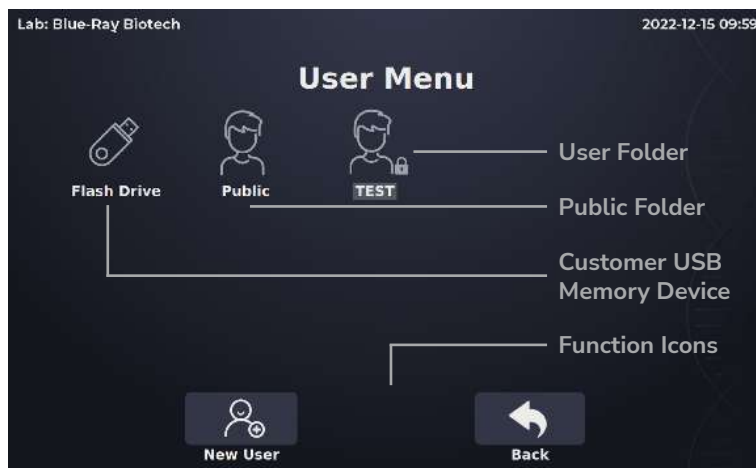 Lab: Blue-Ray Biotech
2022-12-15 09:59
User Menu
Flash Drive
Public
TEST
User Folder
Public Folder
Customer USB
Memory Device
Function Icons
New User
Back